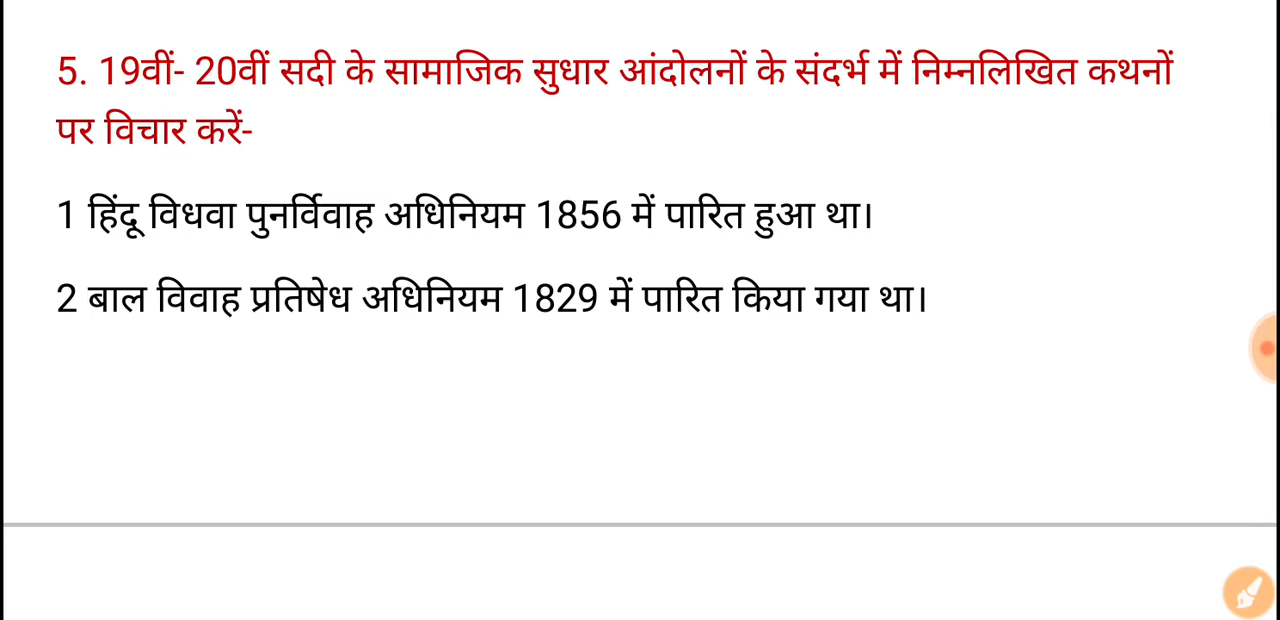 5. 19वीं- 20वीं सदी के सामाजिक सुधार आंदोलनों के संदर्भ में निम्नलिखित कथनों
पर विचार करें-
1 हिंदू विधवा पुनर्विवाह अधिनियम 1856 में पारित हुआ था।
2 बाल विवाह प्रतिषेध अधिनियम 1829 में पारित किया गया था।